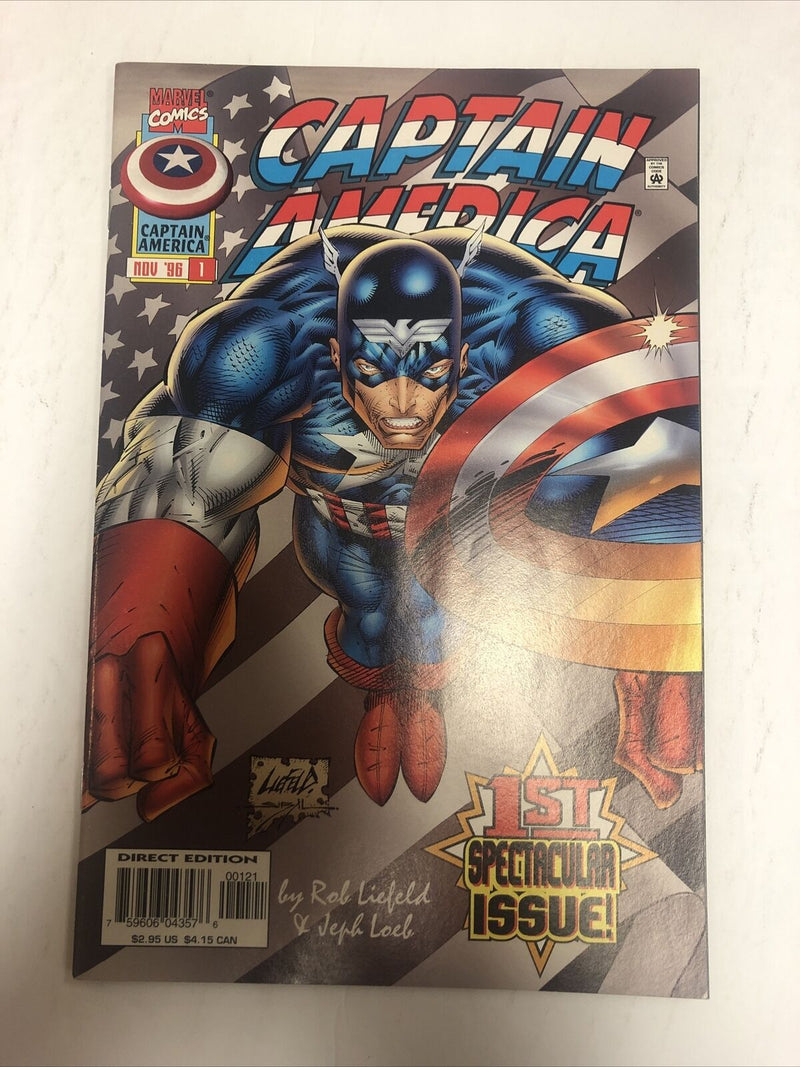 MARVEL®
COMICS
M
CAPTAIN
AMERICA®
NOV '96 1
CAPTAIN
AMERICA®
APPROVED
BY THE
COMICS
CODE
AUTHORITY
LIEFELD
DIRECT EDITION
00121
7 59606 04357 6
$2.95 US $4.15 CAN
by Rob Liefeld
& Jeph Loeb
1ST
SPECTACULAR
ISSUE!